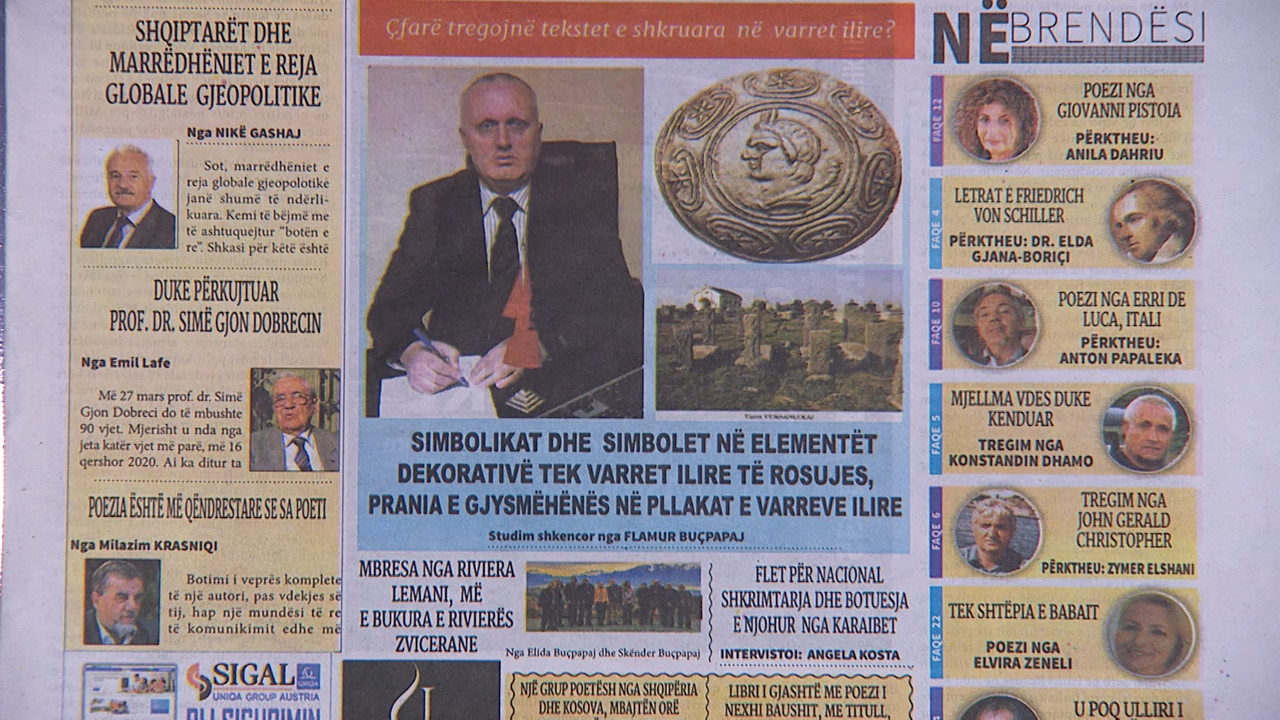 SHQIPTARËT DHE
MARRËDHËNIET E REJA
GLOBALE GJEOPOLITIKE
Nga NIKË GASHAJ
Sot, marrëdhëniet e
reja globale gjeopolotikë
janë shumë të ndërli-
kuara. Kemi të bëjmë me
të ashtuqejtur “botën e
re”. Shkasi për këtë është
DUKE PËRKUJTUAR
PROF. DR. SIMË GJON DOBRECIN
Nga Emil Lafe
Më 27 mars prof. dr. Simë
Gjon Dobreci do të mbushte
90 vjet. Mjerisht u nda nga
jeta katër vjet më parë, më 16
qershor 2020. Ai ka ditur ta
POEZIA ËSHTË MË QËNDRESTARE SE SA POETI
Nga Milazim KRASNIQI
Botimi i veprës komplete
të një autori, pas vdekjes së
tij, hap një mundësi të re
të komunikimit edhe më
SIGAL
UNIQA GROUP AUSTRIA
UNIQA
Çfarë tregojnë tekstet e shkruara në varret ilire?
SIMBOLIKAT DHE SIMBOLET NË ELEMENTËT
DEKORATIVË TEK VARRET ILIRE TË ROSUJES,
PRANIA E GJYSMËHËNËS NË PLLAKAT E VARREVE ILIRE
Studim shkencor nga FLAMUR BUÇPAPAJ
MBRESA NGA RIVIERA
LEMANI, MË
E BUKURA E RIVIERËS
ZVICERANE
Nga Elida Buçpapaj dhe Skënder Buçpapaj
FLET PËR NACIONAL
SHKRIMTARJA DHE BOTUESJA
E NJOHUR NGA KARAIBET
INTERVISTOI: ANGELA KOSTA
NJË GRUP POETËSH NGA SHQIPËRIA
DHE KOSOVA, MBAJTËN ORË
LIBRI I GJASHTË ME POEZI I
NEXHI BAUSHIT, ME TITULL,
NË BRENDËSI
FAQE 12
POEZI NGA
GIOVANNI PISTOIA
PËRKTHEU:
ANILA DAHRIU
FAQE 4
LETRAT E FRIEDRICH
VON SCHILLER
PËRKTHEU: DR. ELDA
GJANA-BORIÇI
FAQE 10
POEZI NGA ERRI DE
LUCA, ITALI
PËRKTHEU:
ANTON PAPALEKA
FAQE 5
MJELLMA VDES DUKE
KENDUAR
TREGIM NGA
KONSTANDIN DHAMO
FAQE 6
TREGIM NGA
JOHN GERALD
CHRISTOPHER
PËRKTHEU: ZYMER ELSHANI
FAQE 22
TEK SHTËPIA E BABAIT
POEZI NGA
ELVIRA ZENELI
U POQ ULLIRI I